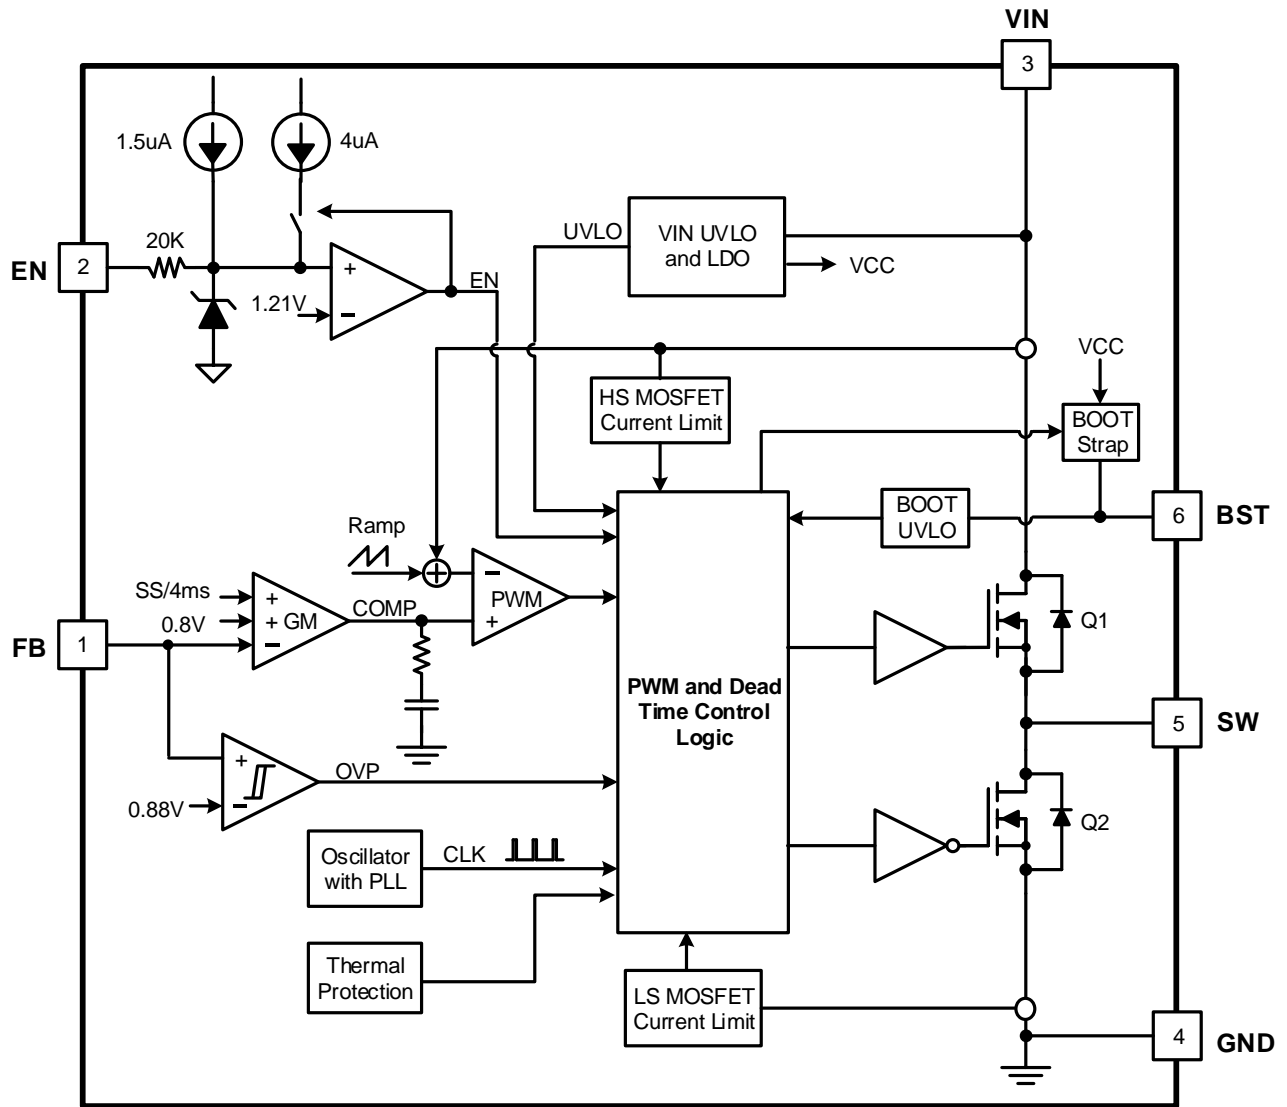 VIN
3
1.5uA
4uA
20K
EN
2
1.21V
EN
UVLO
VIN UVLO
and LDO
VCC
HS MOSFET
Current Limit
VCC
BOOT
Strap
BOOT
UVLO
6
BST
Ramp
SS/4ms
0.8V
GM
COMP
PWM
FB
1
PWM and Dead
Time Control
Logic
Q1
5
SW
0.88V
OVP
Q2
Oscillator
with PLL
CLK
Thermal
Protection
LS MOSFET
Current Limit
4
GND